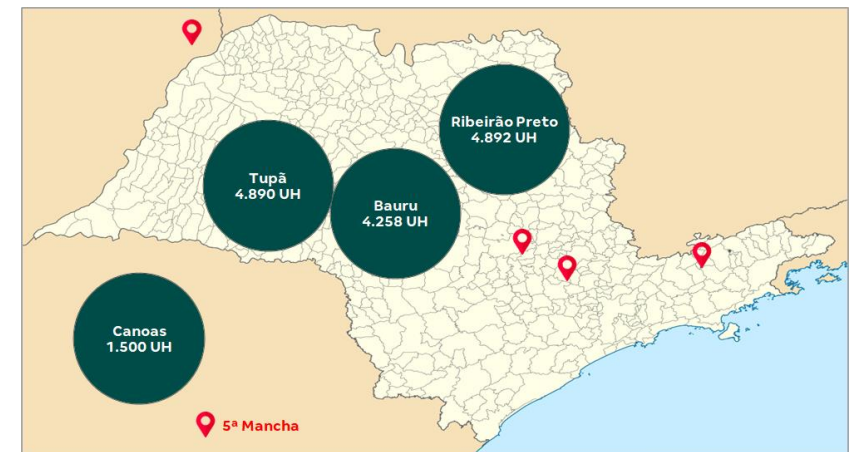 Ribeirão Preto
4.892 UH
Tupã
4.890 UH
Bauru
4.258 UH
Canoas
1.500 UH
5ª Mancha